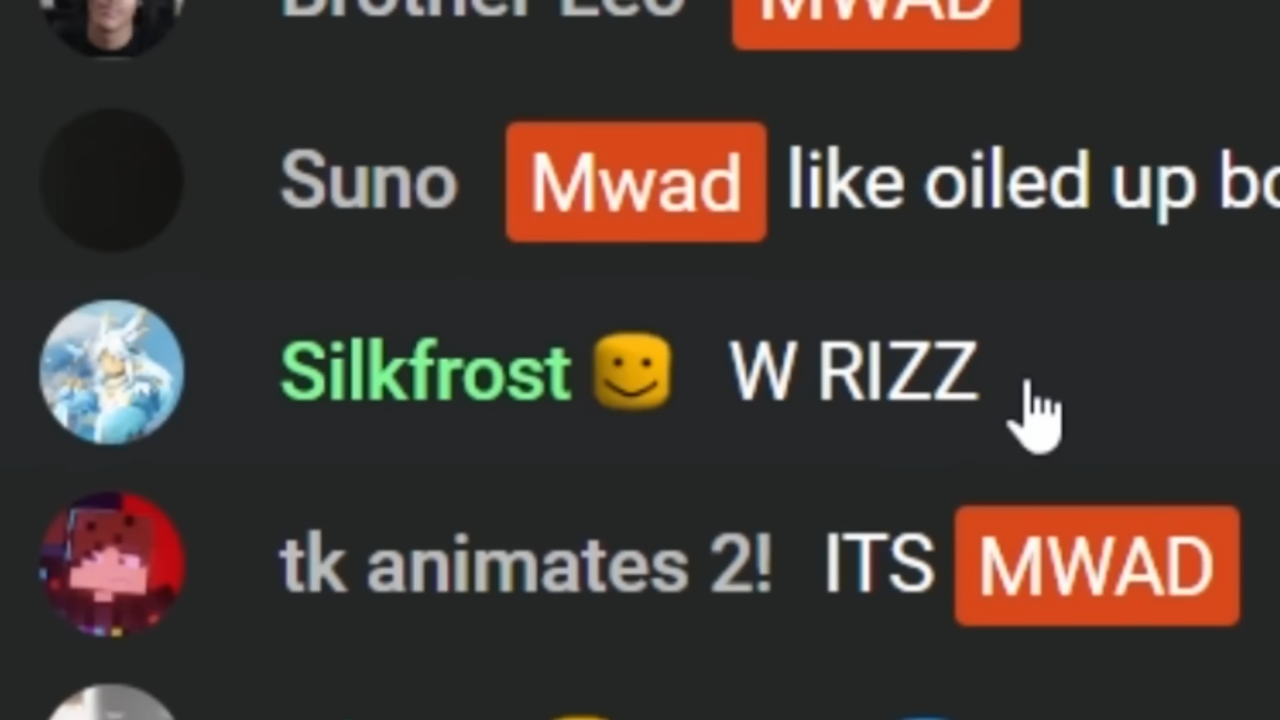 Brother Leo MWAD
Suno Mwad like oiled up
Silkfrost W RIZZ
tk animates 2! ITS MWAD